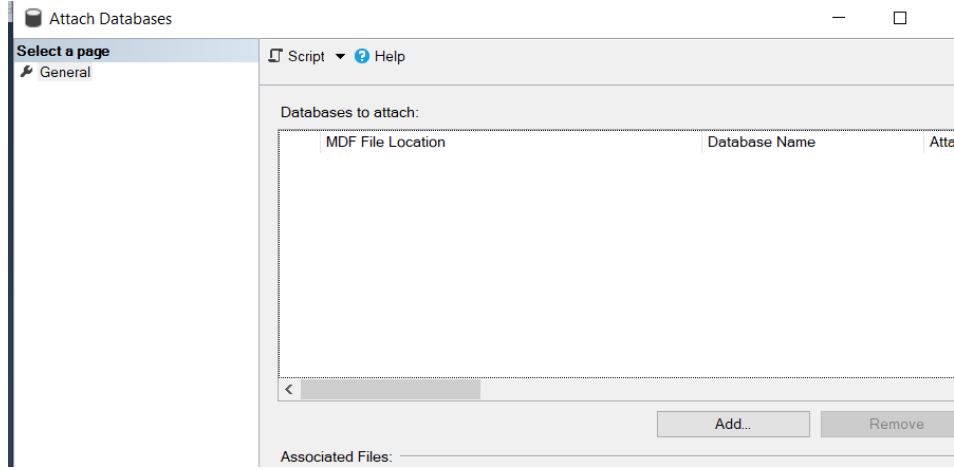 Attach Databases
Select a page
General
Script Help
Databases to attach:
MDF File Location Database Name Atta
Add... Remove
Associated Files: